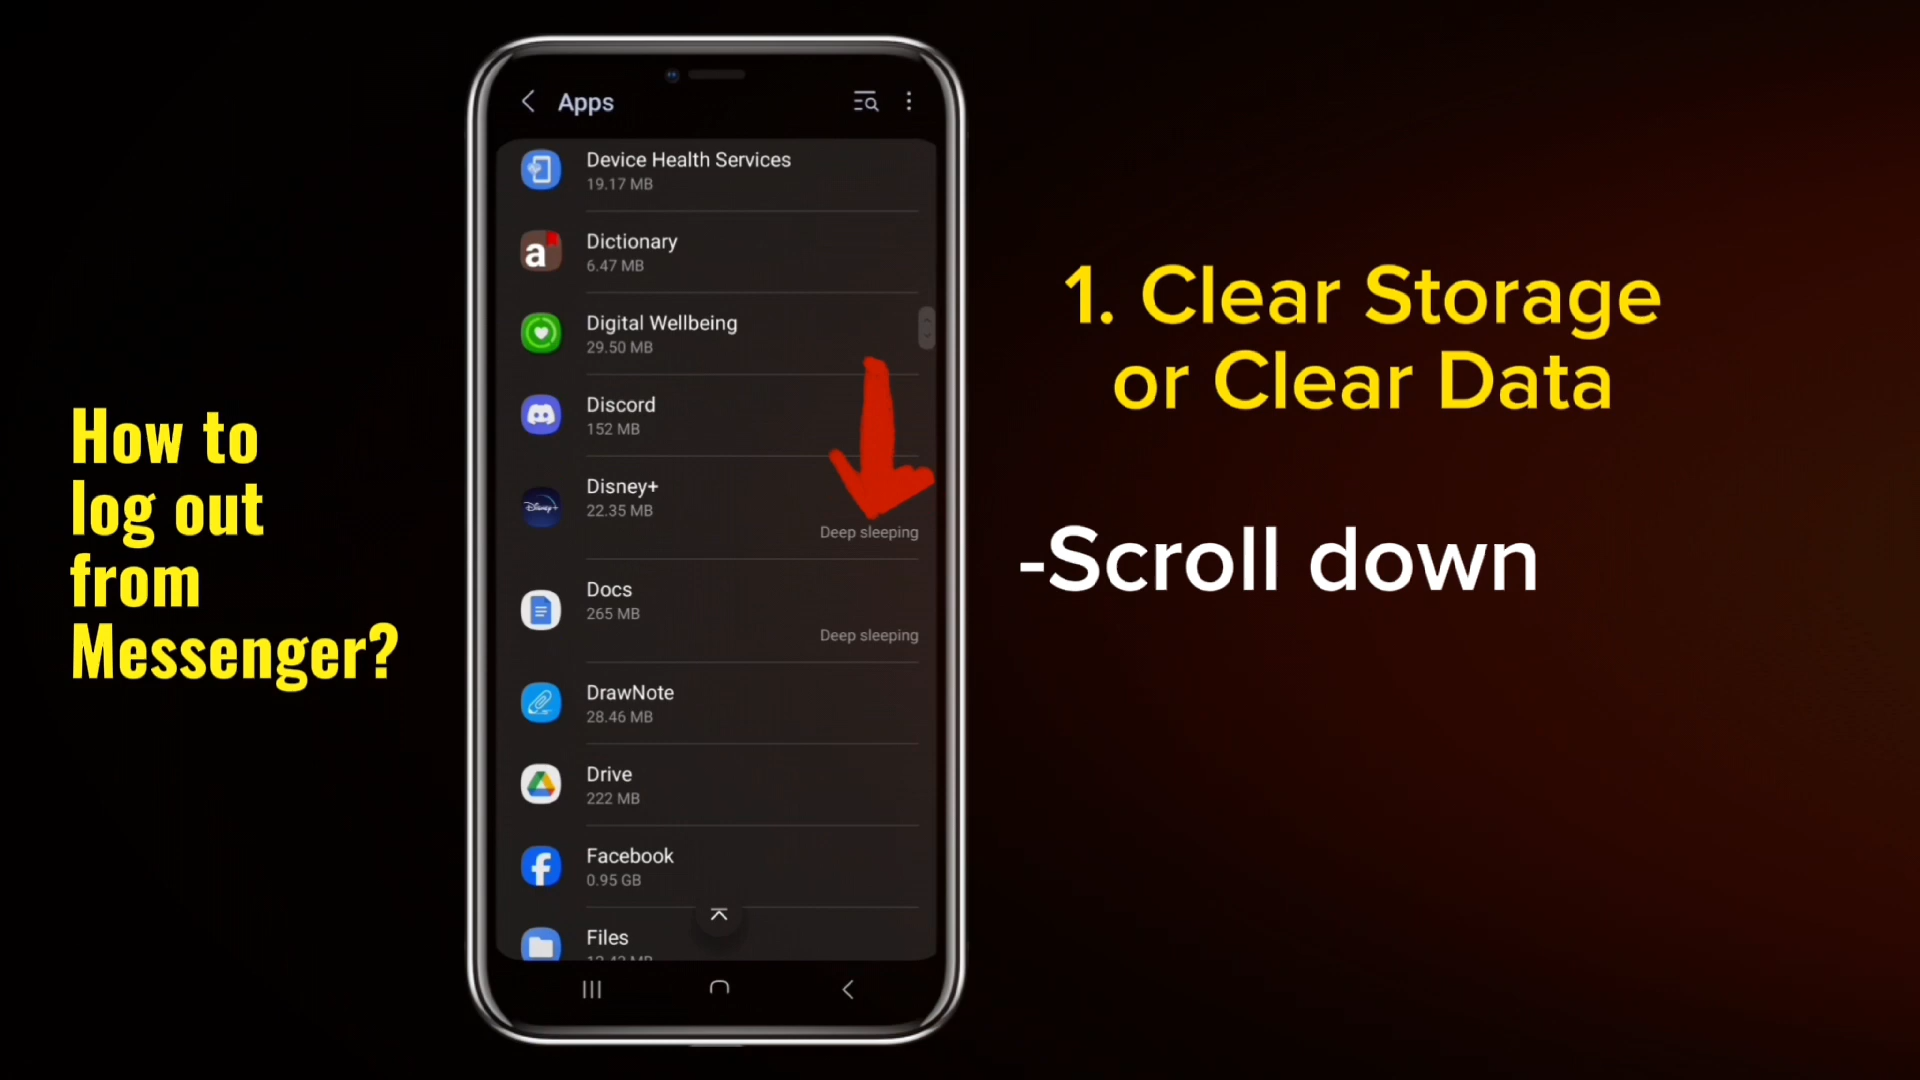 How to
log out
from
Messenger?
Apps
Device Health Services
19.17 MB
a
Dictionary
6.47 MB
Digital Wellbeing
29.50 MB
Discord
152 MB
Disney+
Disney+
22.35 MB
Deep sleeping
Docs
265 MB
Deep sleeping
DrawNote
28.46 MB
Drive
222 MB
f
Facebook
0.95 GB
Files
1. Clear Storage
or Clear Data
-Scroll down